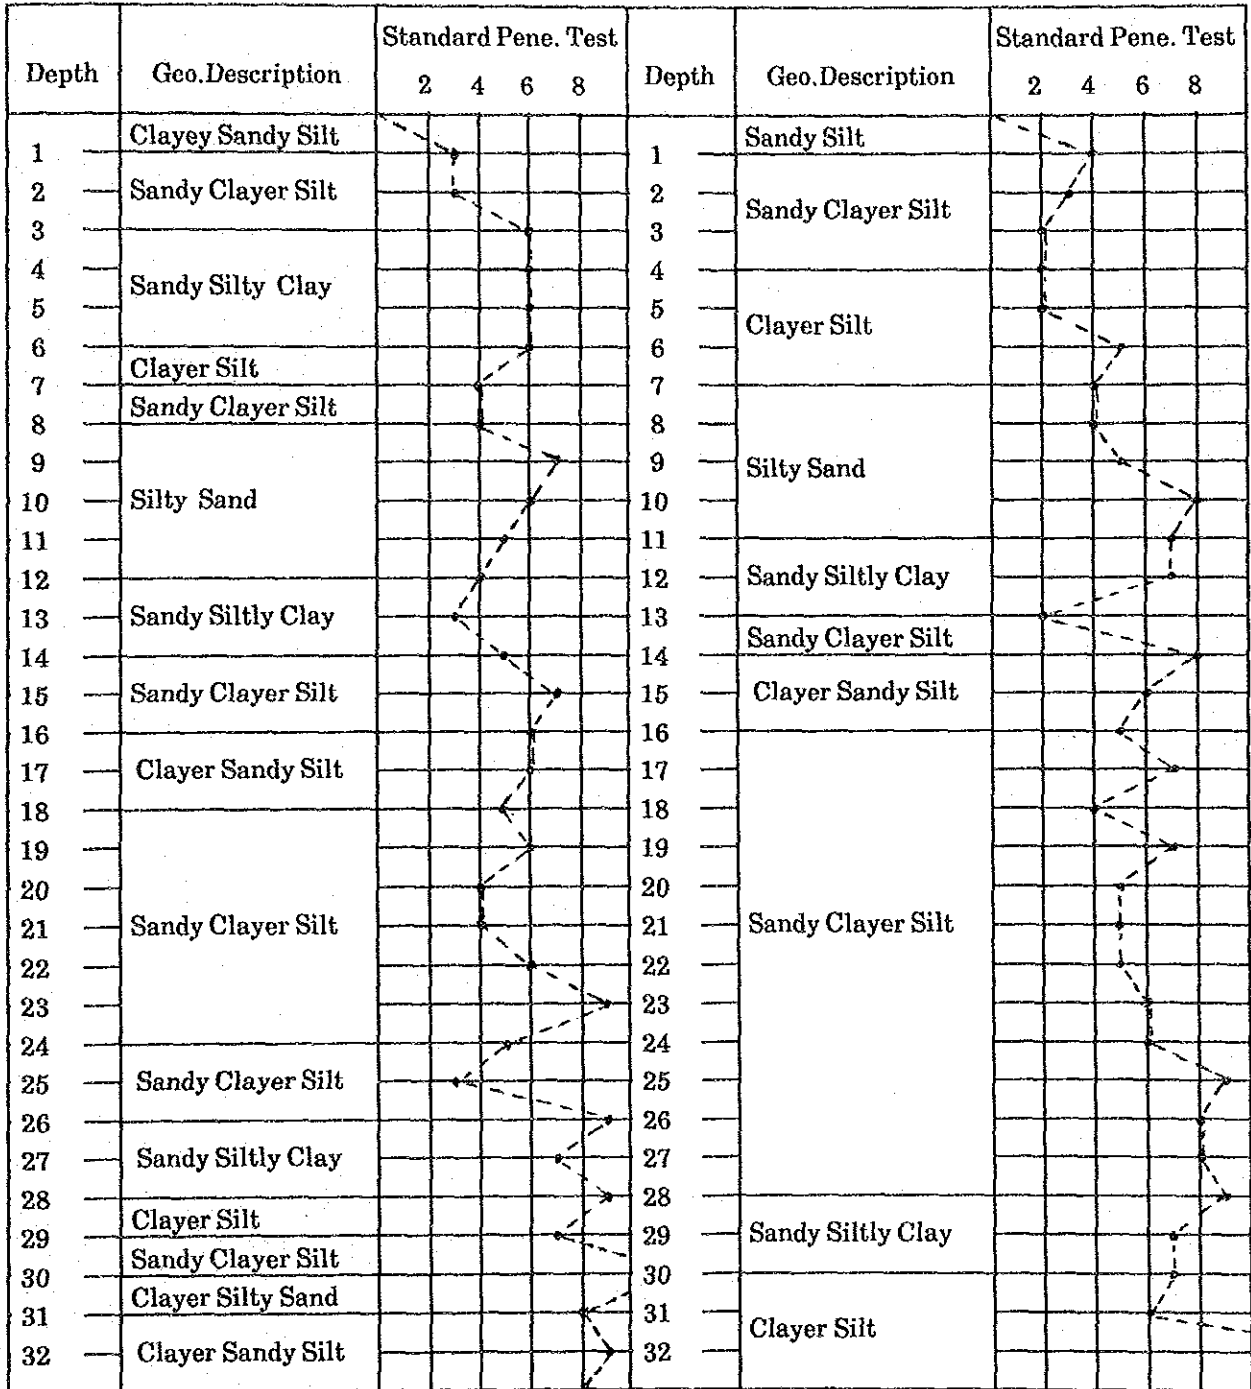 Depth
Geo.Description
Standard Pene. Test
2 4 6 8
Clayey Sandy Silt
1
2
Sandy Clayer Silt
3
4
Sandy Silty Clay
5
6
Clayer Silt
7
Sandy Clayer Silt
8
9
10
Silty Sand
11
12
13
Sandy Siltly Clay
14
15
Sandy Clayer Silt
16
17
Clayer Sandy Silt
18
19
20
21
Sandy Clayer Silt
22
23
24
25
Sandy Clayer Silt
26
27
Sandy Siltly Clay
28
Clayer Silt
29
Sandy Clayer Silt
30
Clayer Silty Sand
31
32
Clayer Sandy Silt
Depth
Geo.Description
Standard Pene. Test
2 4 6 8
Sandy Silt
1
2
Sandy Clayer Silt
3
4
5
Clayer Silt
6
7
8
9
Silty Sand
10
11
12
Sandy Siltly Clay
13
Sandy Clayer Silt
14
15
Clayer Sandy Silt
16
17
18
19
20
21
Sandy Clayer Silt
22
23
24
25
26
27
28
29
Sandy Siltly Clay
30
31
Clayer Silt
32